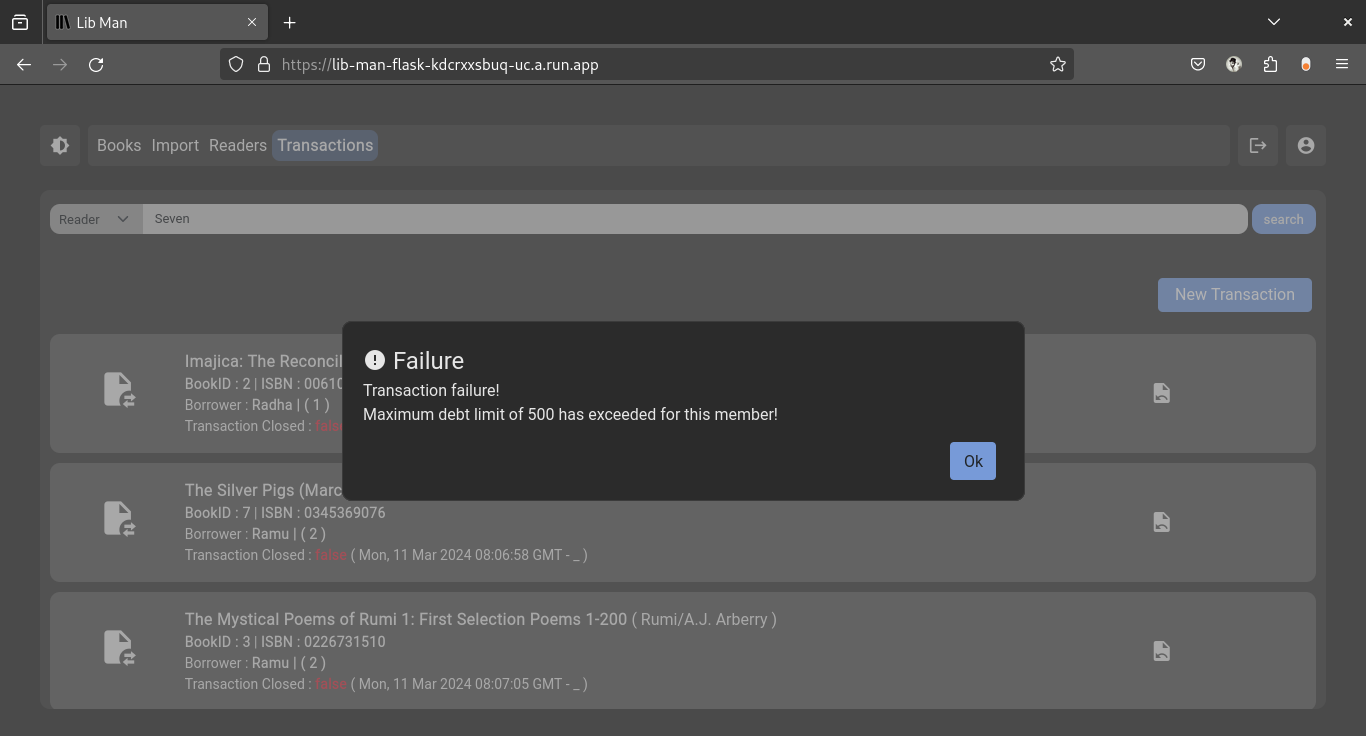 Lib Man
https://lib-man-flask-kdcrxxsbuq-uc.a.run.app
Books Import Readers Transactions
Reader Seven search
New Transaction
Imajica: The Reconcil
BookID : 2 | ISBN : 00610
Borrower : Radha | ( 1 )
Transaction Closed : false
Failure
Transaction failure!
Maximum debt limit of 500 has exceeded for this member!
Ok
The Silver Pigs (Marc
BookID : 7 | ISBN : 0345369076
Borrower : Ramu | ( 2 )
Transaction Closed : false ( Mon, 11 Mar 2024 08:06:58 GMT - _ )
The Mystical Poems of Rumi 1: First Selection Poems 1-200 ( Rumi/A.J. Arberry )
BookID : 3 | ISBN : 0226731510
Borrower : Ramu | ( 2 )
Transaction Closed : false ( Mon, 11 Mar 2024 08:07:05 GMT - _ )